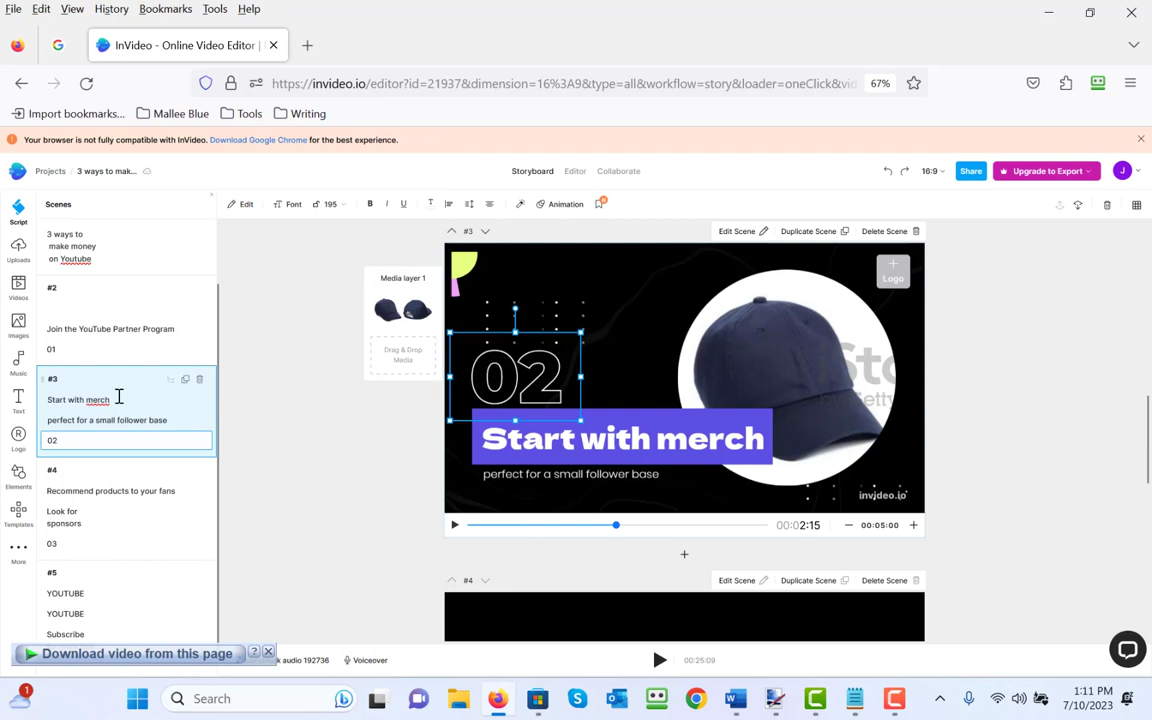 File Edit View History Bookmarks Tools Help
InVideo - Online Video Editor |
https://invideo.io/editor?id=21937&dimension=16%3A9&type=all&workflow=story&loader=oneClick&vi 67%
Import bookmarks... Mallee Blue Tools Writing
Your browser is not fully compatible with InVideo. Download Google Chrome for the best experience.
Projects / 3 ways to mak... Storyboard Editor Collaborate 16:9 Share Upgrade to Export J
Script
Uploads
Videos
Images
Music
Text
Logo
Elements
Templates
More
Scenes
Edit Font 195 B I U Animation
3 ways to
make money
on Youtube
#2
Join the YouTube Partner Program
01
#3
Start with merch
perfect for a small follower base
02
#4
Recommend products to your fans
Look for
sponsors
03
#5
YOUTUBE
YOUTUBE
Subscribe
#3 Edit Scene Duplicate Scene Delete Scene
Media layer 1
Drag & Drop
Media
Logo
02
Start with merch
perfect for a small follower base
invideo.io
00:02:15 00:05:00
#4 Edit Scene Duplicate Scene Delete Scene
Download video from this page ?
audio 192736 Voiceover 00:25:09
1 Search 1:11 PM
7/10/2023